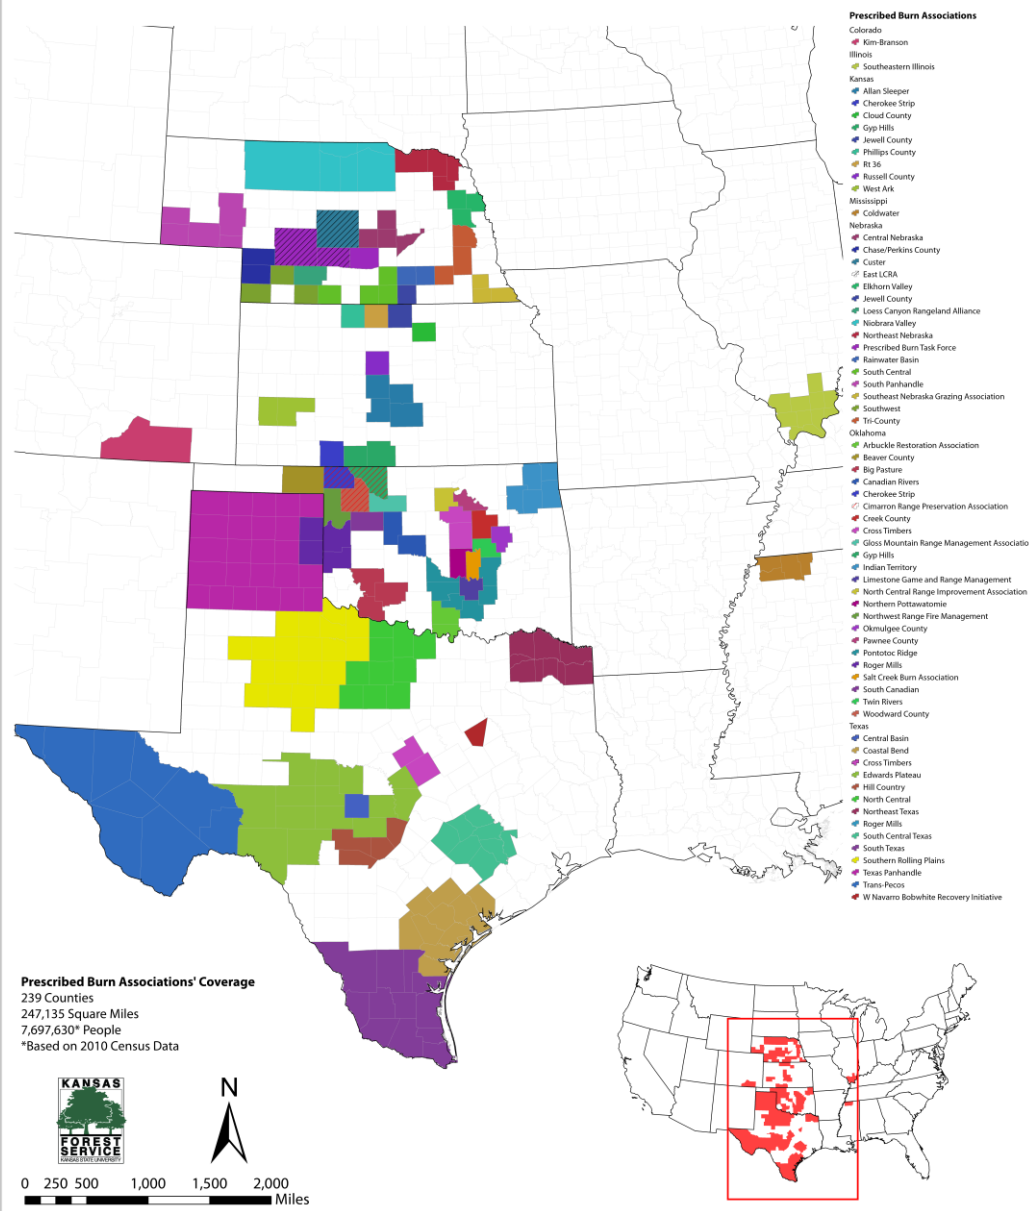 Prescribed Burn Associations
Colorado
Kim-Branson
Illinois
Southeastern Illinois
Kansas
Allan Sleeper
Cherokee Strip
Cloud County
Gyp Hills
Jewell County
Phillips County
Rt 36
Russell County
West Ark
Mississippi
Coldwater
Nebraska
Central Nebraska
Chase/Perkins County
Custer
East LCRA
Elkhorn Valley
Jewell County
Loess Canyon Rangeland Alliance
Niobrara Valley
Northeast Nebraska
Prescribed Burn Task Force
Rainwater Basin
South Central
South Panhandle
Southeast Nebraska Grazing Association
Southwest
Tri-County
Oklahoma
Arbuckle Restoration Association
Beaver County
Big Pasture
Canadian Rivers
Cherokee Strip
Cimarron Range Preservation Association
Creek County
Cross Timbers
Gloss Mountain Range Management Associatio
Gyp Hills
Indian Territory
Limestone Game and Range Management
North Central Range Improvement Association
Northern Pottawatomie
Northwest Range Fire Management
Okmulgee County
Pawnee County
Pontotoc Ridge
Roger Mills
Salt Creek Burn Association
South Canadian
Twin Rivers
Woodward County
Texas
Central Basin
Coastal Bend
Cross Timbers
Edwards Plateau
Hill Country
North Central
Northeast Texas
Roger Mills
South Central Texas
South Texas
Southern Rolling Plains
Texas Panhandle
Trans-Pecos
W Navarro Bobwhite Recovery Initiative
Prescribed Burn Associations' Coverage
239 Counties
247,135 Square Miles
7,697,630* People
*Based on 2010 Census Data
KANSAS
FOREST
SERVICE
KANSAS STATE UNIVERSITY
N
0 250 500 1,000 1,500 2,000
Miles